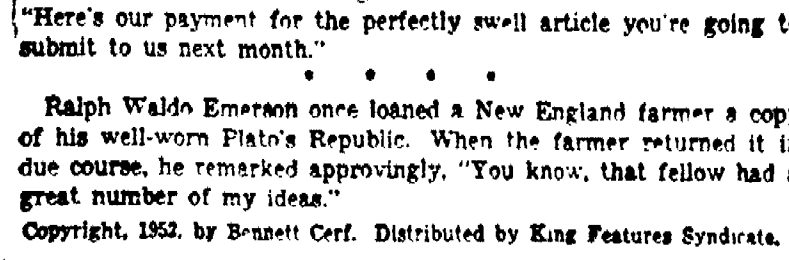 "Here's our payment for the perfectly swell article you're going t
submit to us next month."
* * * *
Ralph Waldo Emerson once loaned a New England farmer a cop
of his well-worn Plato's Republic. When the farmer returned it i
due course, he remarked approvingly, "You know, that fellow had a
great number of my ideas."
Copyright, 1952, by Bennett Cerf. Distributed by King Features Syndicate.